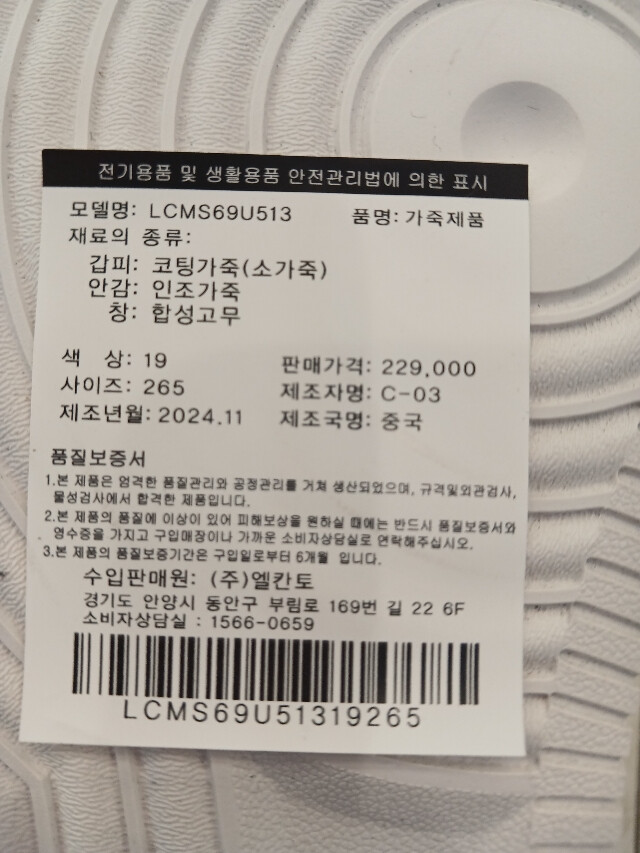 전기용품 및 생활용품 안전관리법에 의한 표시
모델명: LCMS69U513 품명: 가죽제품
재료의 종류:
갑피: 코팅가죽(소가죽)
안감: 인조가죽
창: 합성고무
색 상: 19 판매가격: 229,000
사이즈: 265 제조자명: C-03
제조년월: 2024.11 제조국명: 중국
품질보증서
1.본 제품은 엄격한 품질관리와 공정관리를 거쳐 생산되었으며, 규격및외관검사,
물성검사에서 합격한 제품입니다.
2.본 제품의 품질에 이상이 있어 피해보상을 원하실 때에는 반드시 품질보증서와
영수증을 가지고 구입매장이나 가까운 소비자상담실로 연락해주십시오.
3.본 제품의 품질보증기간은 구입일로부터 6개월 입니다.
수입판매원: (주)엘칸토
경기도 안양시 동안구 부림로 169번 길 22 6F
소비자상담실 : 1566-0659
LCMS69U51319265